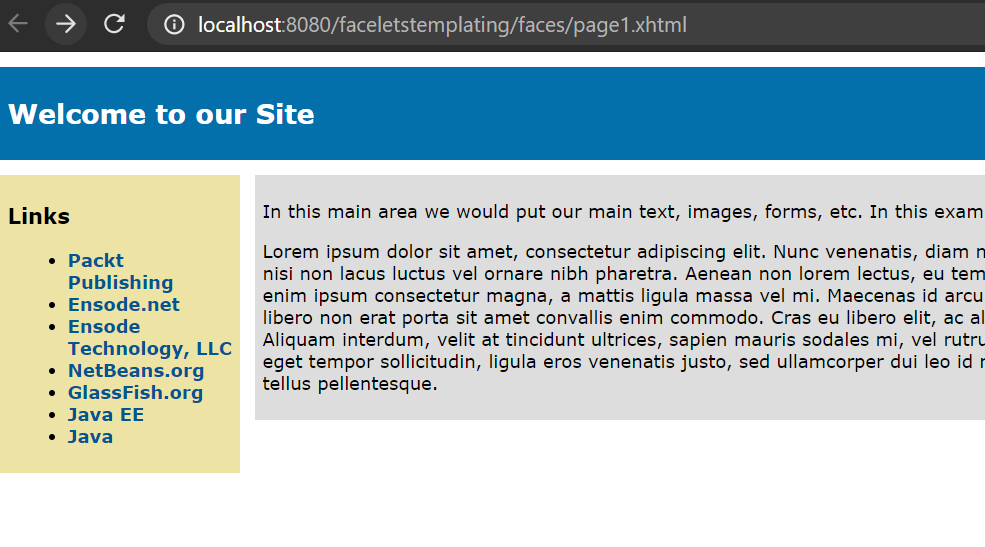 localhost:8080/faceletstemplating/faces/page1.xhtml
Welcome to our Site
Links
Packt
Publishing
Ensode.net
Ensode
Technology, LLC
NetBeans.org
GlassFish.org
Java EE
Java
In this main area we would put our main text, images, forms, etc. In this
Lorem ipsum dolor sit amet, consectetur adipiscing elit. Nunc venenatis, diam
nisi non lacus luctus vel ornare nibh pharetra. Aenean non lorem lectus, eu
enim ipsum consectetur magna, a mattis ligula massa vel mi. Maecenas id arcu
libero non erat porta sit amet convallis enim commodo. Cras eu libero elit, ac
Aliquam interdum, velit at tincidunt ultrices, sapien mauris sodales mi, vel
eget tempor sollicitudin, ligula eros venenatis justo, sed ullamcorper dui leo id
tellus pellentesque.